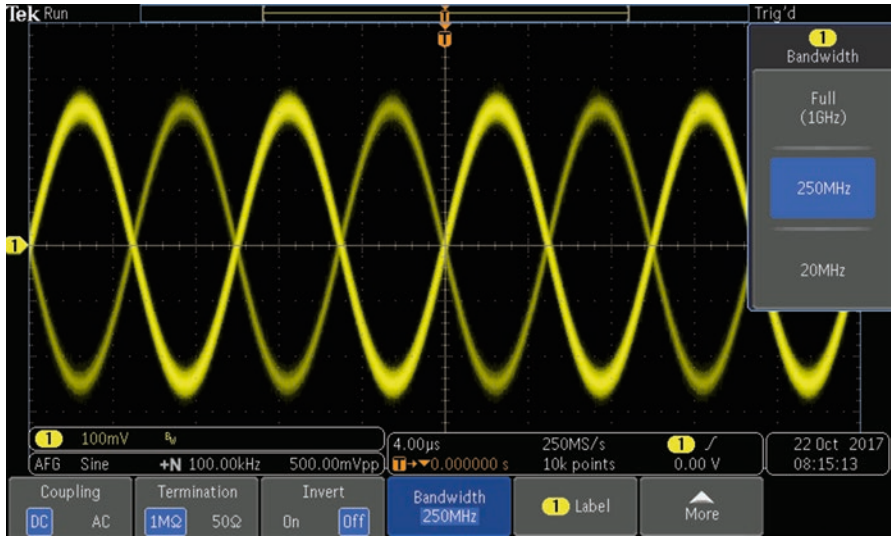 Tek Run Trig'd
T
T
1
Bandwidth
Full
(1GHz)
250MHz
20MHz
1
1 100mV BW
AFG Sine +N 100.00kHz 500.00mVpp
4.00μs 250MS/s 1
T→▼0.000000 s 10k points 0.00 V
22 Oct 2017
08:15:13
Coupling
DC AC
Termination
1MΩ 50Ω
Invert
On Off
Bandwidth
250MHz
1 Label
More